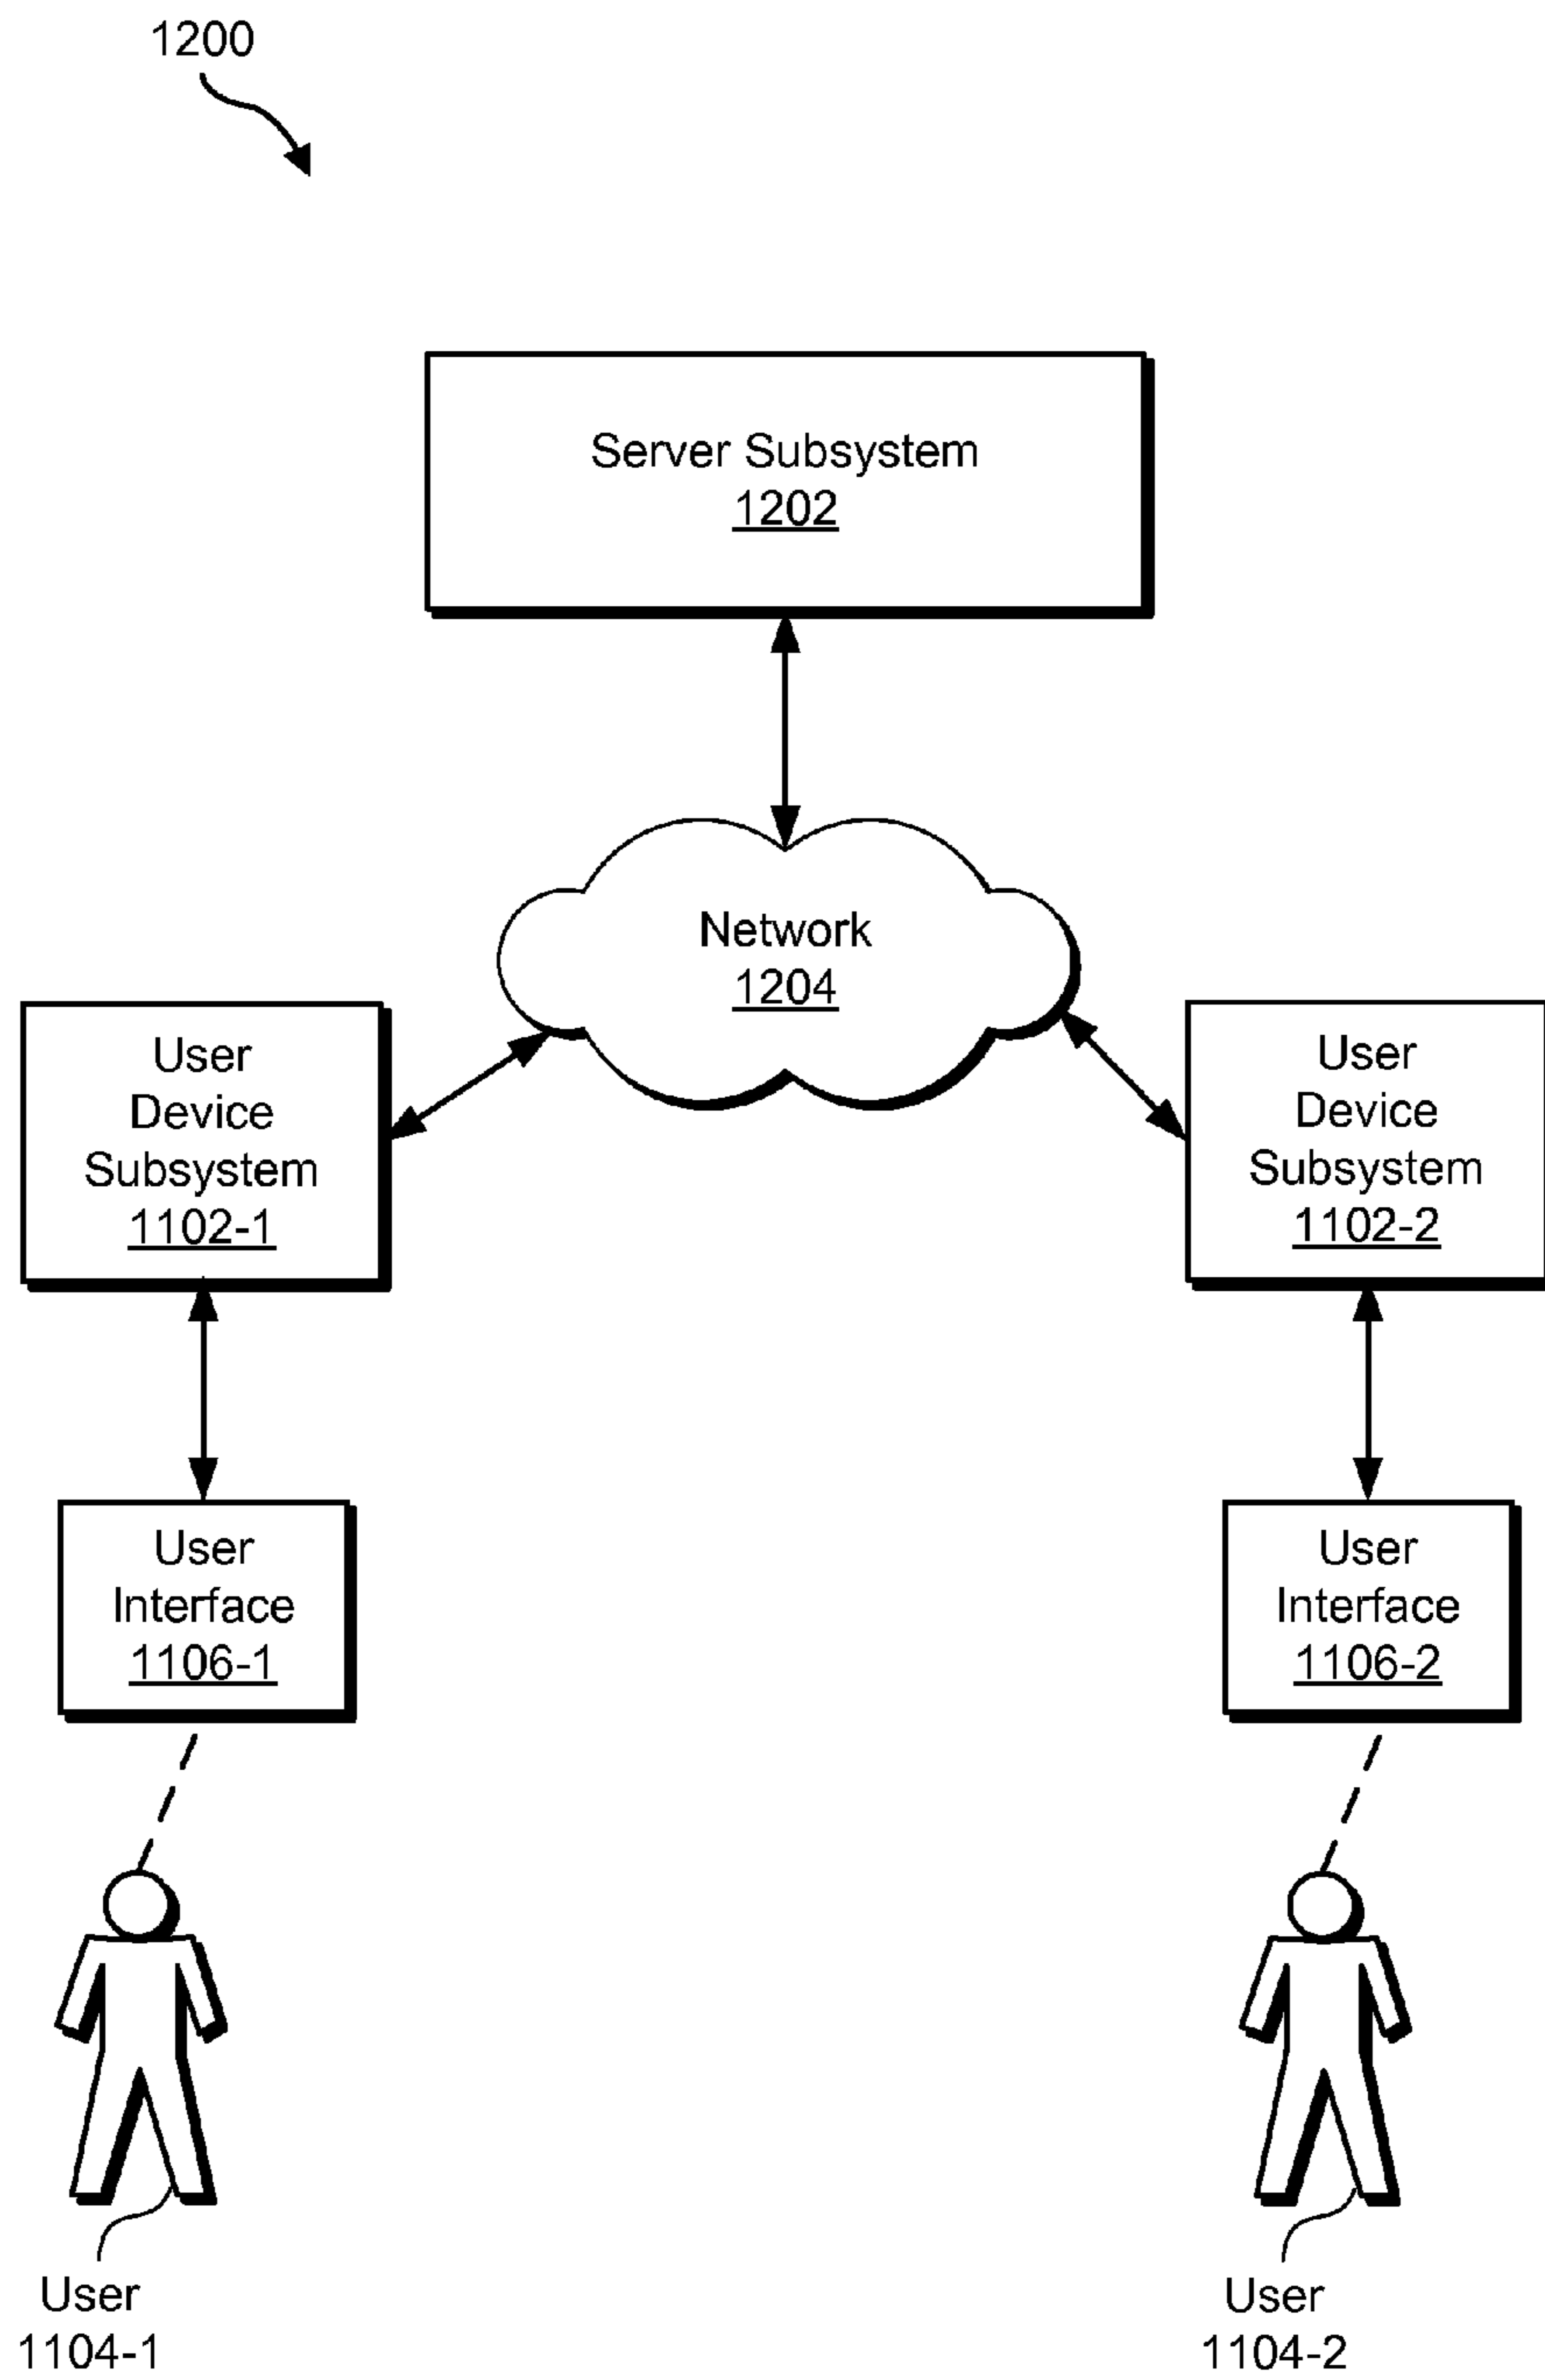 1200
Server Subsystem
1202
Network
1204
User
Device
Subsystem
1102-1
User
Device
Subsystem
1102-2
User
Interface
1106-1
User
Interface
1106-2
User
1104-1
User
1104-2